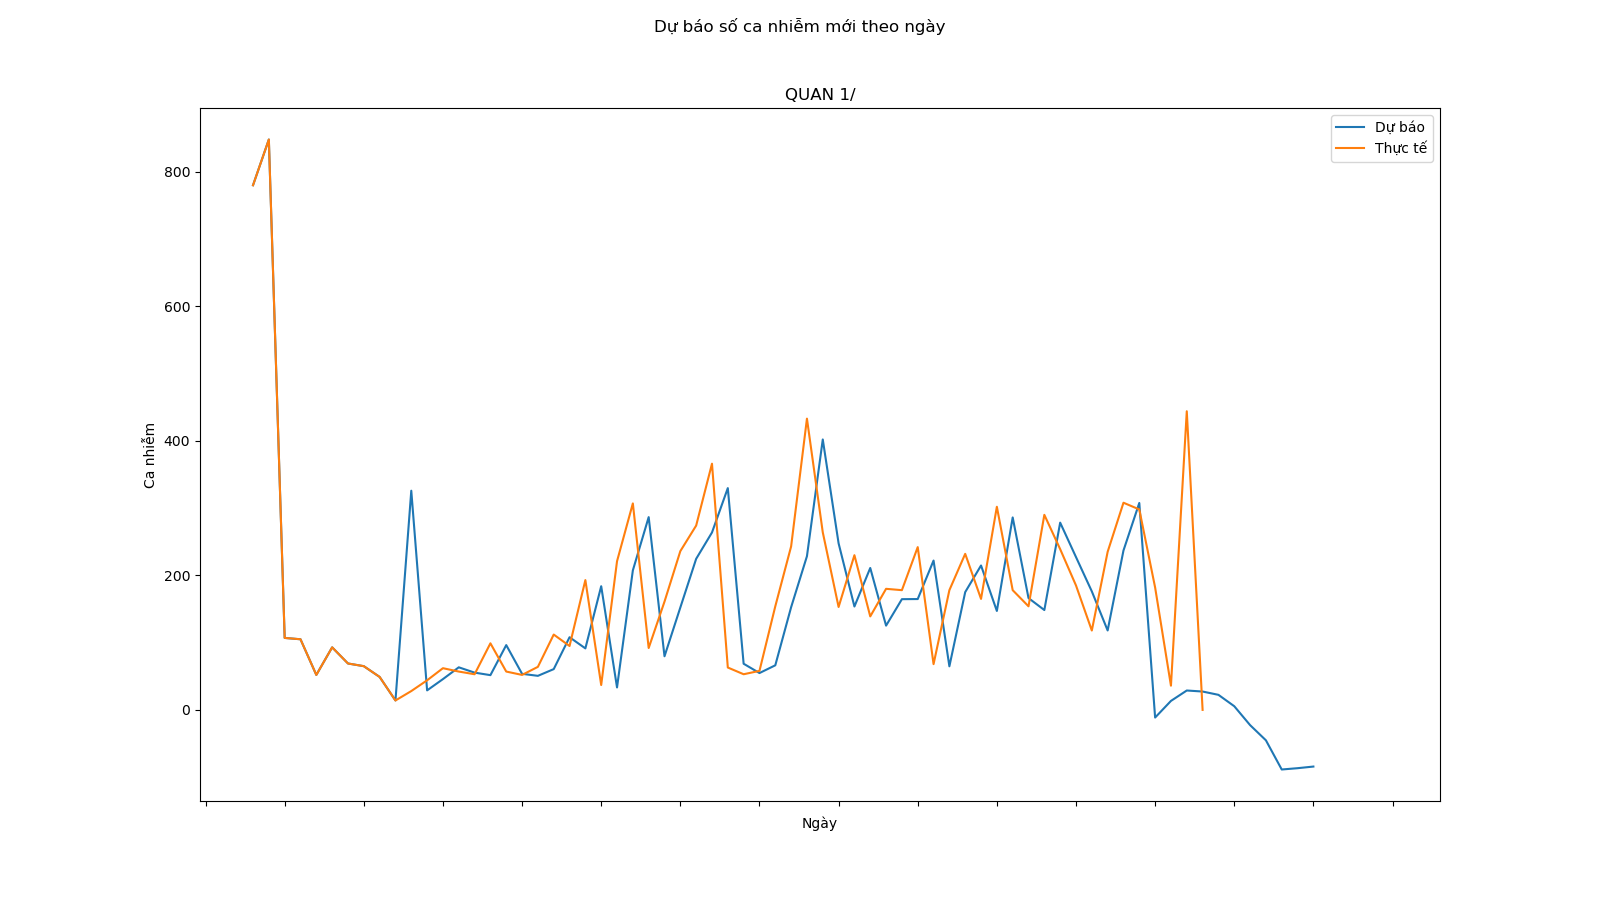 Dự báo số ca nhiễm mới theo ngày
QUAN 1/
Dự báo
Thực tế
800
600
400
200
0
Ca nhiễm
Ngày